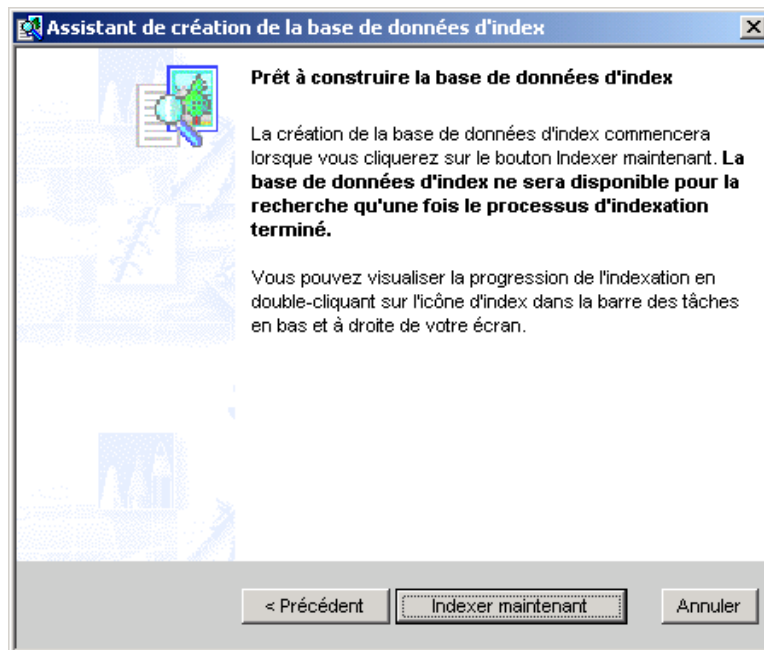 Assistant de création de la base de données d'index
Prêt à construire la base de données d'index
La création de la base de données d'index commencera
lorsque vous cliquerez sur le bouton Indexer maintenant. La
base de données d'index ne sera disponible pour la
recherche qu'une fois le processus d'indexation
terminé.
Vous pouvez visualiser la progression de l'indexation en
double-cliquant sur l'icône d'index dans la barre des tâches
en bas et à droite de votre écran.
< Précédent Indexer maintenant Annuler